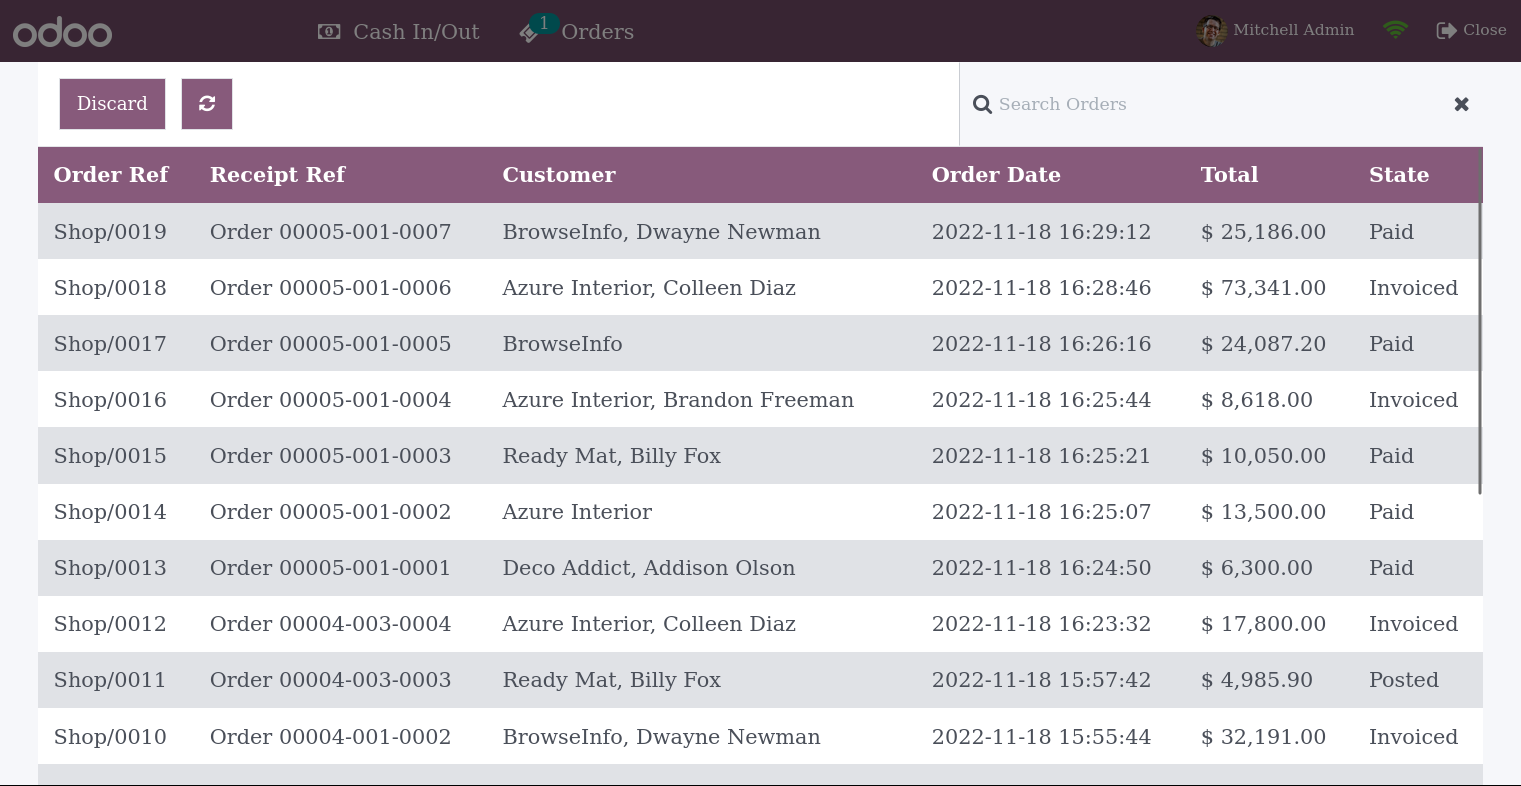 odoo Cash In/Out 1 Orders Mitchell Admin Close
Discard Search Orders
Order Ref Receipt Ref Customer Order Date Total State
Shop/0019 Order 00005-001-0007 BrowseInfo, Dwayne Newman 2022-11-18 16:29:12 $ 25,186.00 Paid
Shop/0018 Order 00005-001-0006 Azure Interior, Colleen Diaz 2022-11-18 16:28:46 $ 73,341.00 Invoiced
Shop/0017 Order 00005-001-0005 BrowseInfo 2022-11-18 16:26:16 $ 24,087.20 Paid
Shop/0016 Order 00005-001-0004 Azure Interior, Brandon Freeman 2022-11-18 16:25:44 $ 8,618.00 Invoiced
Shop/0015 Order 00005-001-0003 Ready Mat, Billy Fox 2022-11-18 16:25:21 $ 10,050.00 Paid
Shop/0014 Order 00005-001-0002 Azure Interior 2022-11-18 16:25:07 $ 13,500.00 Paid
Shop/0013 Order 00005-001-0001 Deco Addict, Addison Olson 2022-11-18 16:24:50 $ 6,300.00 Paid
Shop/0012 Order 00004-003-0004 Azure Interior, Colleen Diaz 2022-11-18 16:23:32 $ 17,800.00 Invoiced
Shop/0011 Order 00004-003-0003 Ready Mat, Billy Fox 2022-11-18 15:57:42 $ 4,985.90 Posted
Shop/0010 Order 00004-001-0002 BrowseInfo, Dwayne Newman 2022-11-18 15:55:44 $ 32,191.00 Invoiced